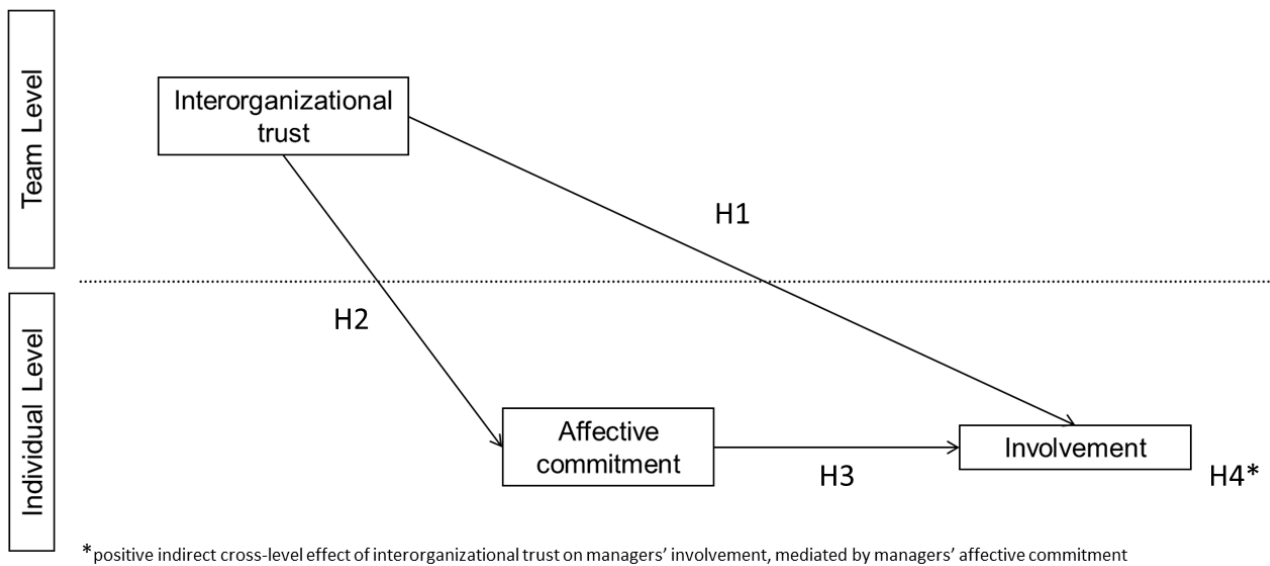 Team Level
Interorganizational
trust
H1
H2
Individual Level
Affective
commitment
H3
Involvement
H4*
*positive indirect cross-level effect of interorganizational trust on managers’ involvement, mediated by managers’ affective commitment